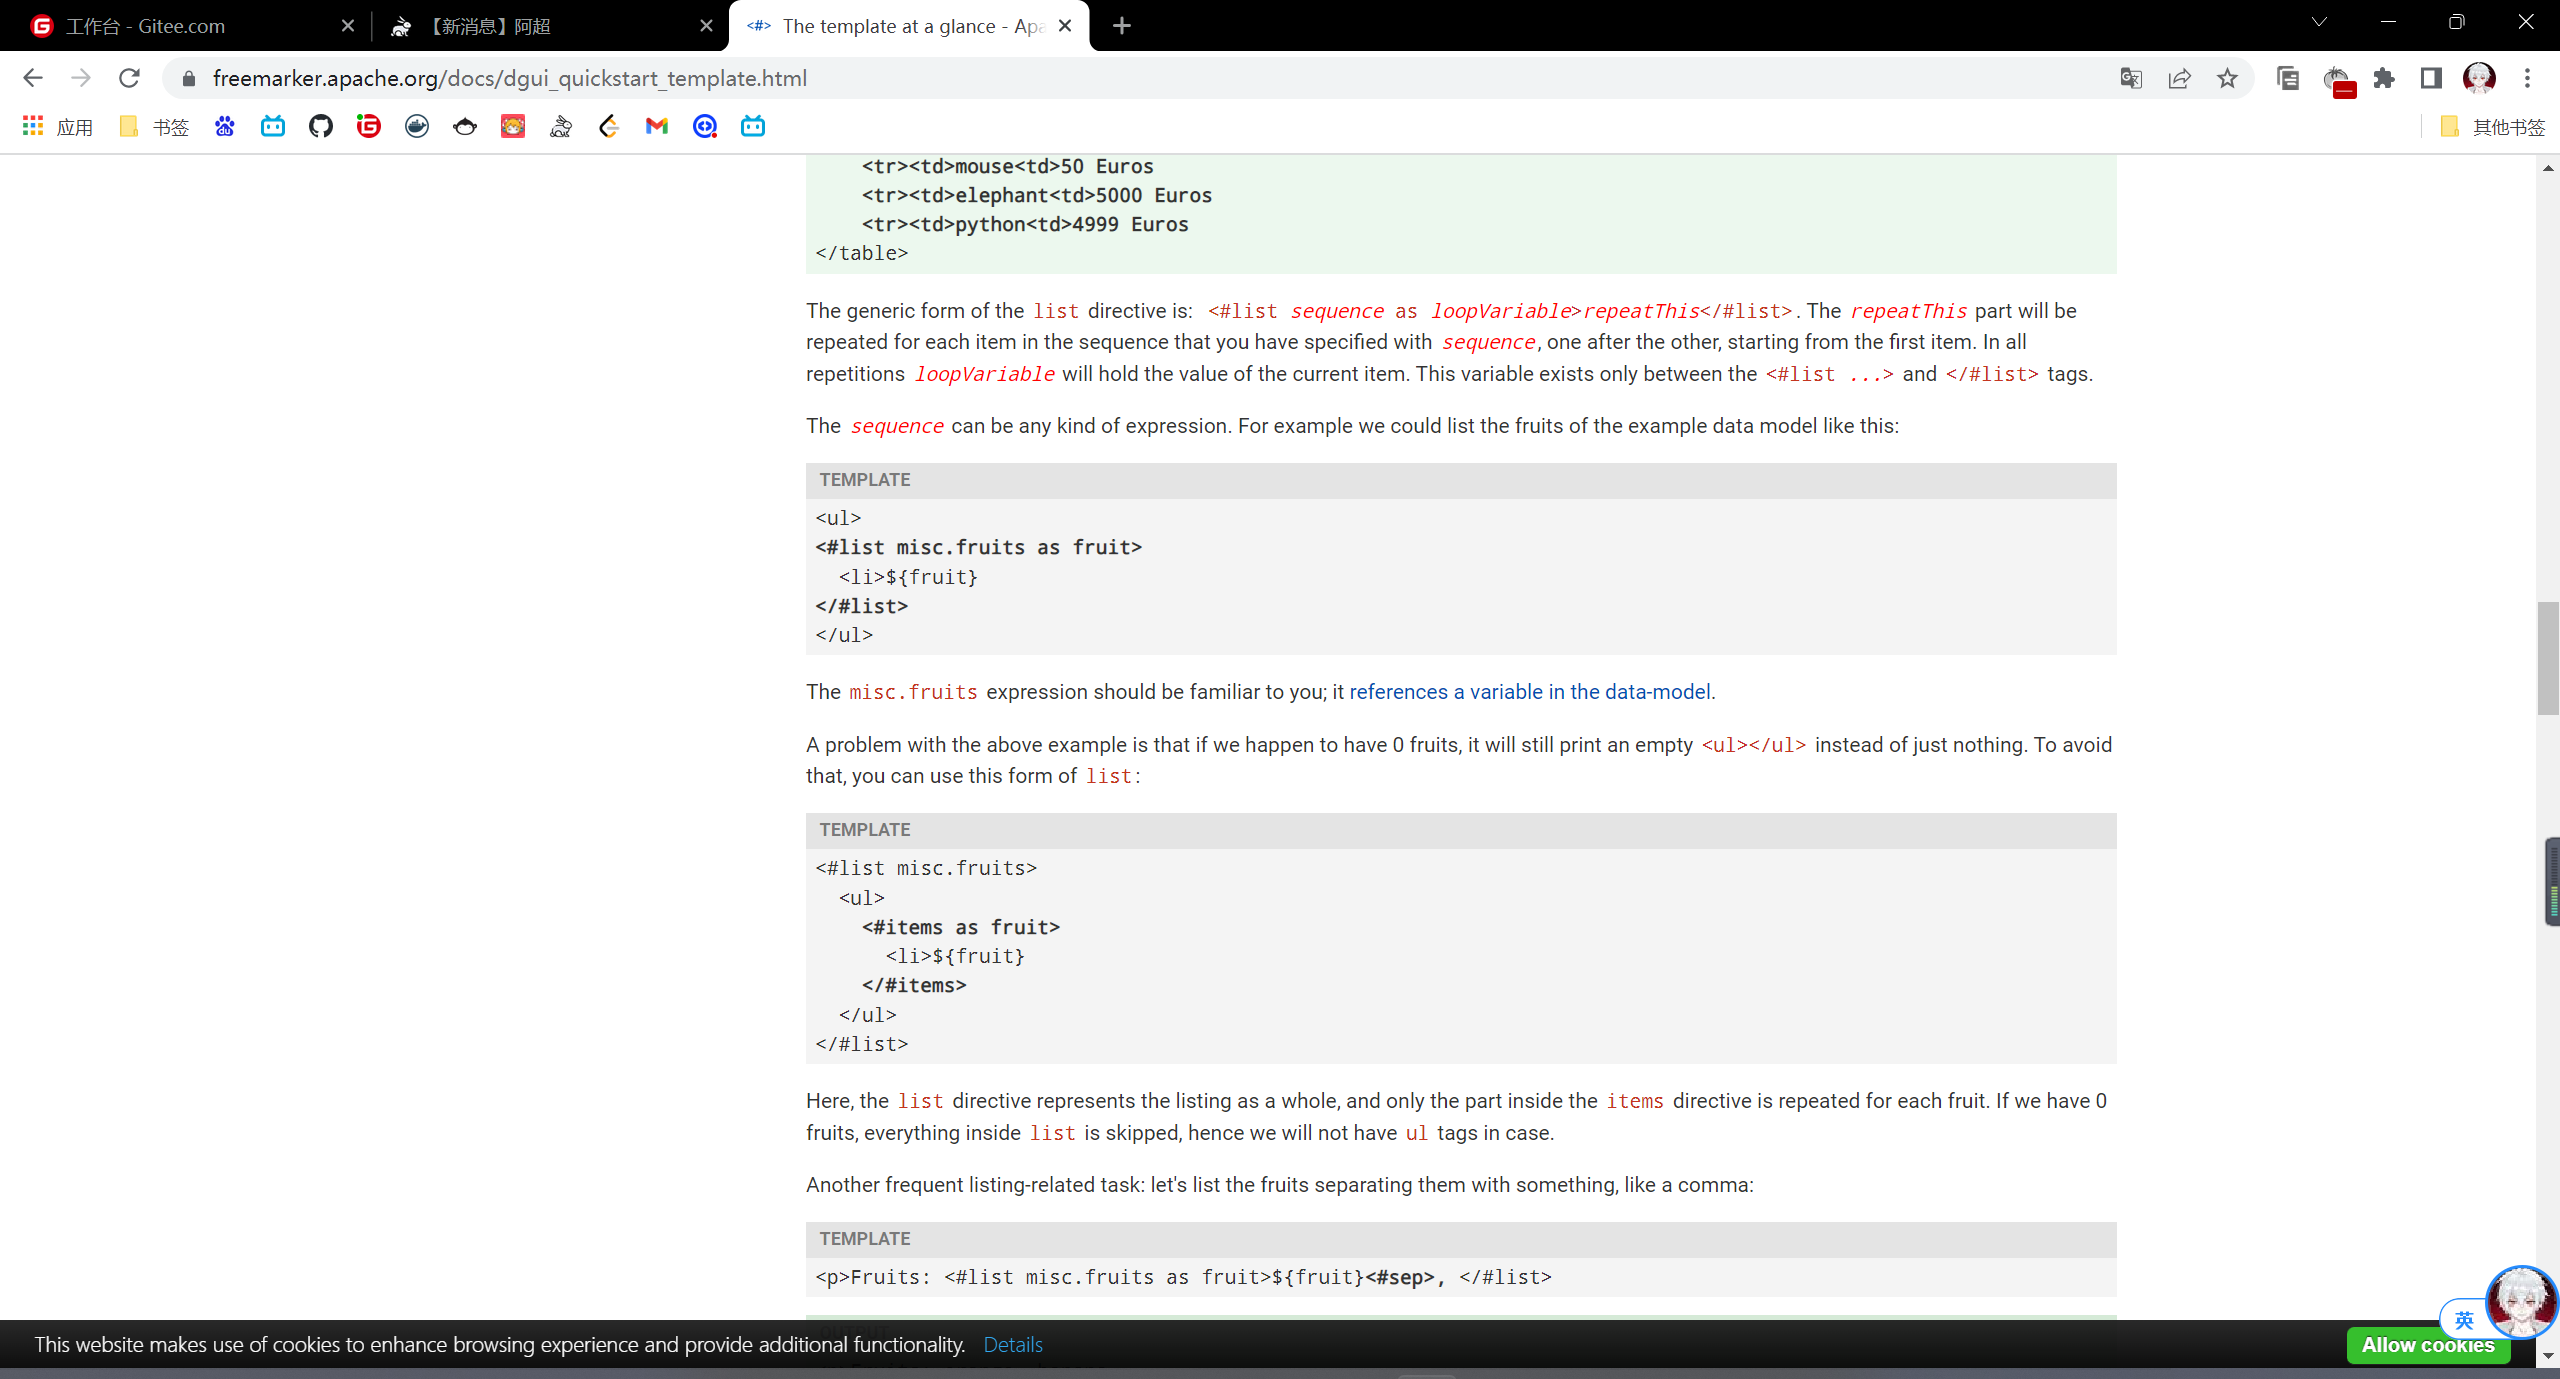 工作台 - Gitee.com
【新消息】阿超
<#> The template at a glance - Apa
freemarker.apache.org/docs/dgui_quickstart_template.html
应用
书签
其他书签
<tr><td>mouse<td>50 Euros
<tr><td>elephant<td>5000 Euros
<tr><td>python<td>4999 Euros
</table>
The generic form of the list directive is: <#list sequence as loopVariable>repeatThis</#list>. The repeatThis part will be
repeated for each item in the sequence that you have specified with sequence, one after the other, starting from the first item. In all
repetitions loopVariable will hold the value of the current item. This variable exists only between the <#list ...> and </#list> tags.
The sequence can be any kind of expression. For example we could list the fruits of the example data model like this:
TEMPLATE
<ul>
<#list misc.fruits as fruit>
<li>${fruit}
</#list>
</ul>
The misc.fruits expression should be familiar to you; it references a variable in the data-model.
A problem with the above example is that if we happen to have 0 fruits, it will still print an empty <ul></ul> instead of just nothing. To avoid
that, you can use this form of list:
TEMPLATE
<#list misc.fruits>
<ul>
<#items as fruit>
<li>${fruit}
</#items>
</ul>
</#list>
Here, the list directive represents the listing as a whole, and only the part inside the items directive is repeated for each fruit. If we have 0
fruits, everything inside list is skipped, hence we will not have ul tags in case.
Another frequent listing-related task: let's list the fruits separating them with something, like a comma:
TEMPLATE
<p>Fruits: <#list misc.fruits as fruit>${fruit}<#sep>, </#list>
英
This website makes use of cookies to enhance browsing experience and provide additional functionality. Details
Allow cookies